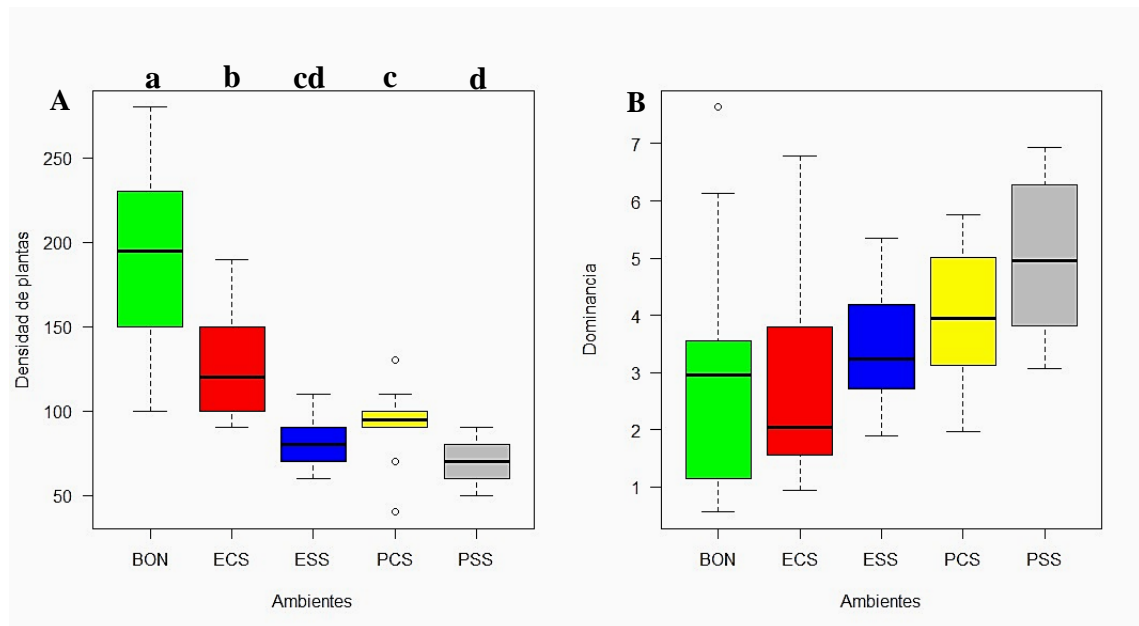 a b cd c d
A
Densidad de plantas
250
200
150
100
50
BON ECS ESS PCS PSS
Ambientes
B
Dominancia
7
6
5
4
3
2
1
BON ECS ESS PCS PSS
Ambientes